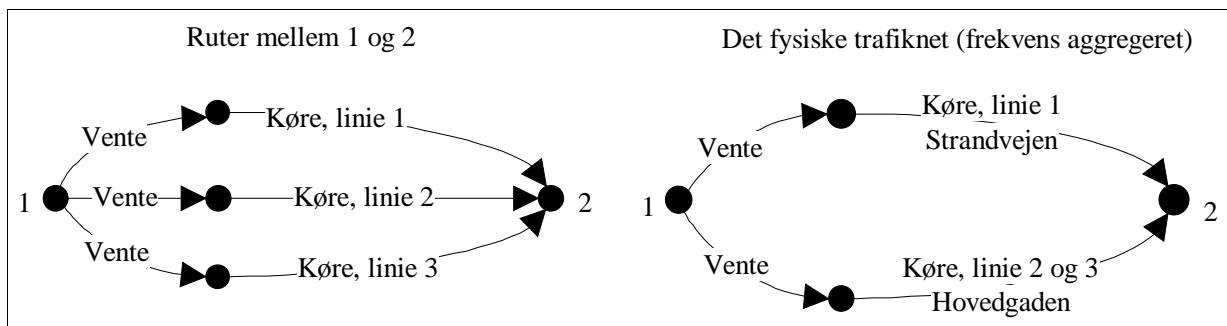 Ruter mellem 1 og 2
Vente
Køre, linie 1
1
Vente
Køre, linie 2
2
Vente
Køre, linie 3
Det fysiske trafiknet (frekvens aggregeret)
Vente
Køre, linie 1
Strandvejen
1
2
Vente
Køre, linie 2 og 3
Hovedgaden